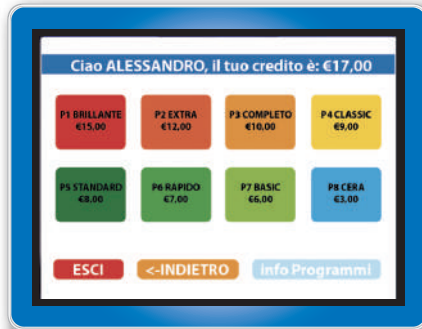 Ciao ALESSANDRO, il tuo credito è: €17,00
P1 BRILLANTE
€15,00
P2 EXTRA
€12,00
P3 COMPLETO
€10,00
P4 CLASSIC
€9,00
P5 STANDARD
€8,00
P6 RAPIDO
€7,00
P7 BASIC
€6,00
P8 CERA
€3,00
ESCI
<-INDIETRO
info Programmi